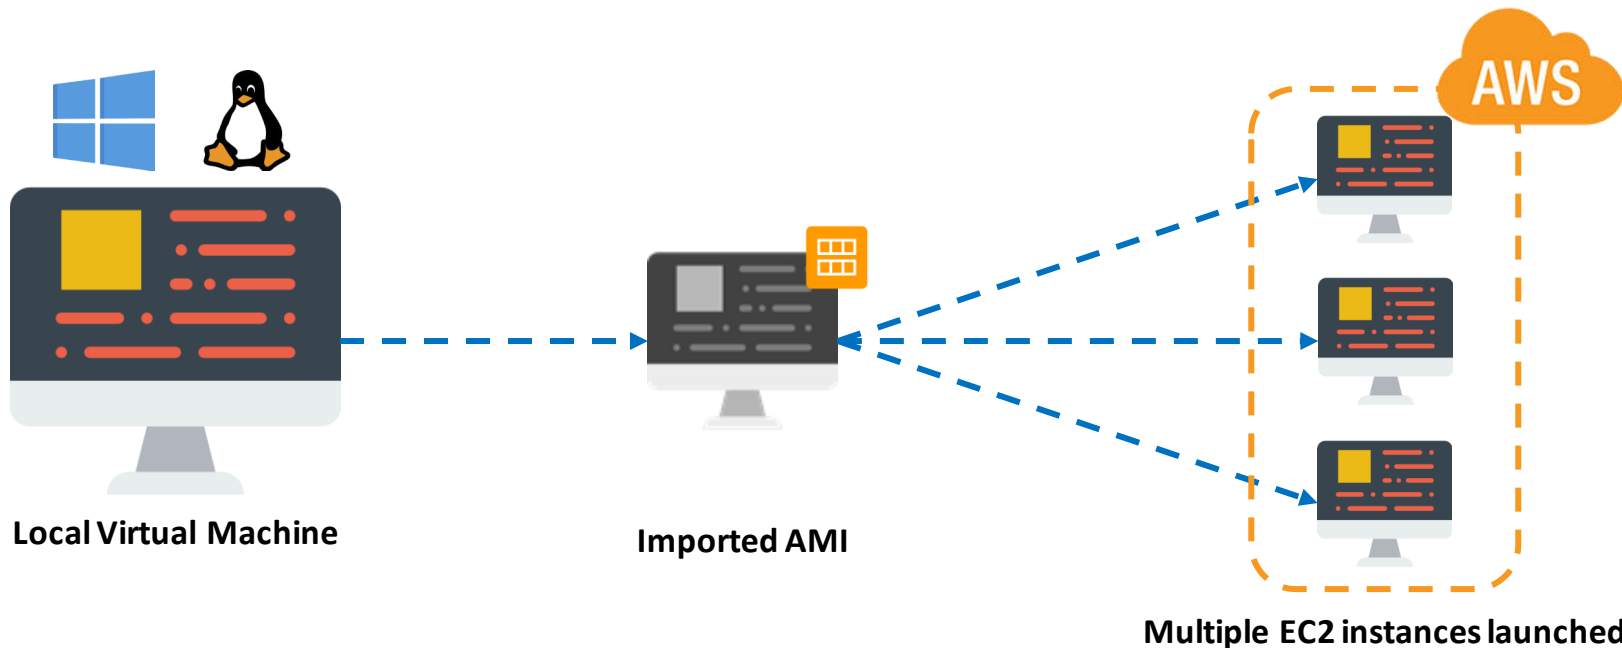 AWS
Local Virtual Machine
Imported AMI
Multiple EC2 instances launched